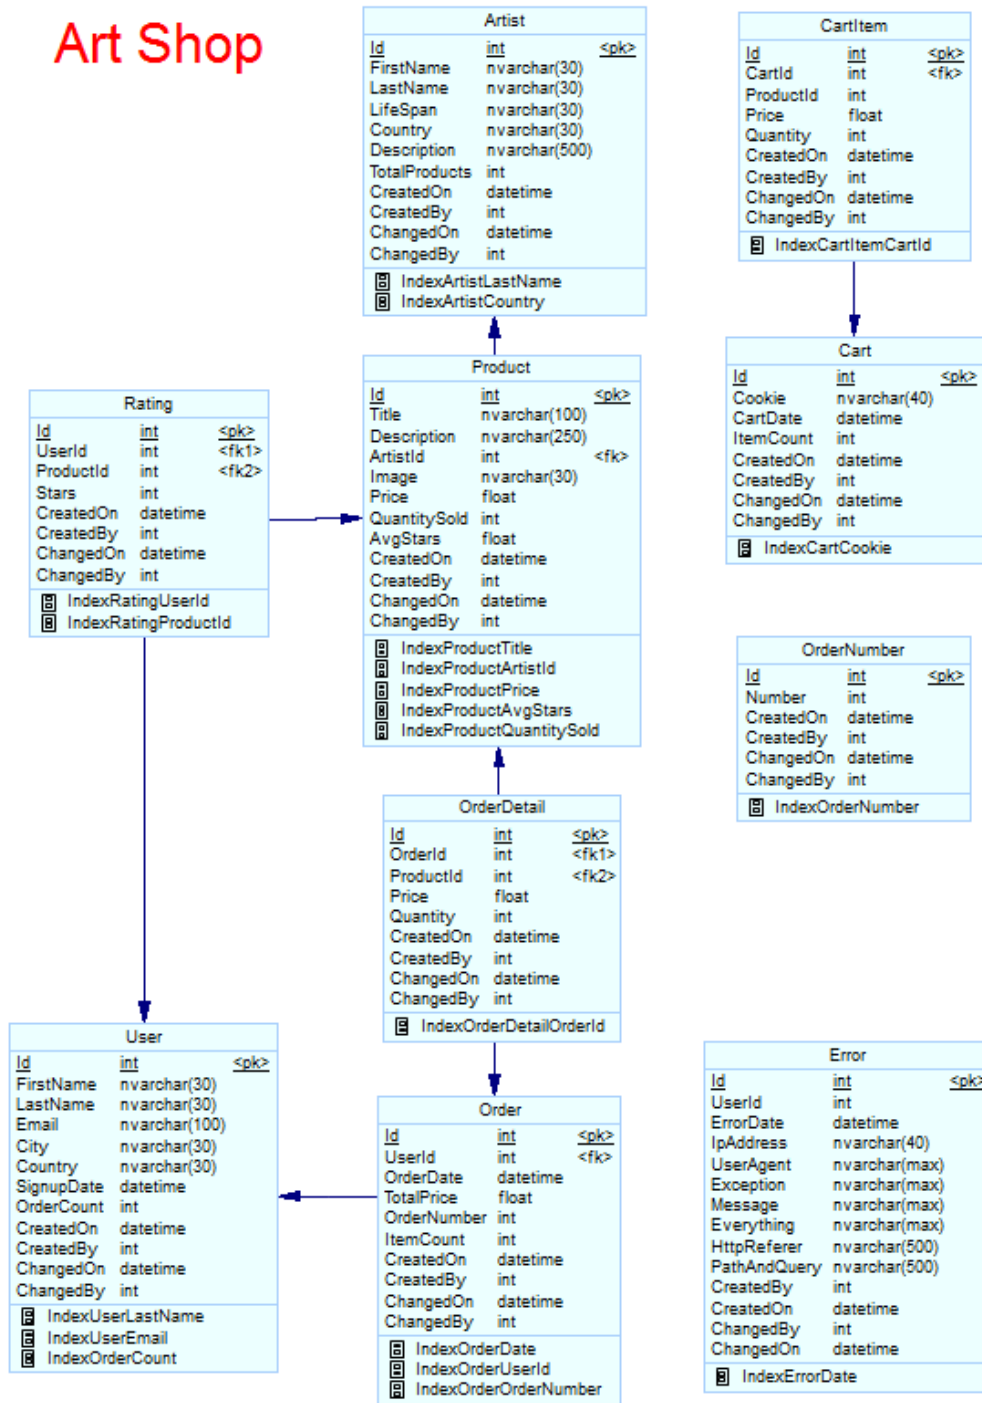 Art Shop
Artist
Id int <pk>
FirstName nvarchar(30)
LastName nvarchar(30)
LifeSpan nvarchar(30)
Country nvarchar(30)
Description nvarchar(500)
TotalProducts int
CreatedOn datetime
CreatedBy int
ChangedOn datetime
ChangedBy int
IndexArtistLastName
IndexArtistCountry
CartItem
Id int <pk>
CartId int <fk>
ProductId int
Price float
Quantity int
CreatedOn datetime
CreatedBy int
ChangedOn datetime
ChangedBy int
IndexCartItemCartId
Rating
Id int <pk>
UserId int <fk1>
ProductId int <fk2>
Stars int
CreatedOn datetime
CreatedBy int
ChangedOn datetime
ChangedBy int
IndexRatingUserId
IndexRatingProductId
Product
Id int <pk>
Title nvarchar(100)
Description nvarchar(250)
ArtistId int <fk>
Image nvarchar(30)
Price float
QuantitySold int
AvgStars float
CreatedOn datetime
CreatedBy int
ChangedOn datetime
ChangedBy int
IndexProductTitle
IndexProductArtistId
IndexProductPrice
IndexProductAvgStars
IndexProductQuantitySold
Cart
Id int <pk>
Cookie nvarchar(40)
CartDate datetime
ItemCount int
CreatedOn datetime
CreatedBy int
ChangedOn datetime
ChangedBy int
IndexCartCookie
OrderNumber
Id int <pk>
Number int
CreatedOn datetime
CreatedBy int
ChangedOn datetime
ChangedBy int
IndexOrderNumber
OrderDetail
Id int <pk>
OrderId int <fk1>
ProductId int <fk2>
Price float
Quantity int
CreatedOn datetime
CreatedBy int
ChangedOn datetime
ChangedBy int
IndexOrderDetailOrderId
User
Id int <pk>
FirstName nvarchar(30)
LastName nvarchar(30)
Email nvarchar(100)
City nvarchar(30)
Country nvarchar(30)
SignupDate datetime
OrderCount int
CreatedOn datetime
CreatedBy int
ChangedOn datetime
ChangedBy int
IndexUserLastName
IndexUserEmail
IndexOrderCount
Order
Id int <pk>
UserId int <fk>
OrderDate datetime
TotalPrice float
OrderNumber int
ItemCount int
CreatedOn datetime
CreatedBy int
ChangedOn datetime
ChangedBy int
IndexOrderDate
IndexOrderUserId
IndexOrderOrderNumber
Error
Id int <pk>
UserId int
ErrorDate datetime
IpAddress nvarchar(40)
UserAgent nvarchar(max)
Exception nvarchar(max)
Message nvarchar(max)
Everything nvarchar(max)
HttpReferer nvarchar(500)
PathAndQuery nvarchar(500)
CreatedBy int
CreatedOn datetime
ChangedBy int
ChangedOn datetime
IndexErrorDate